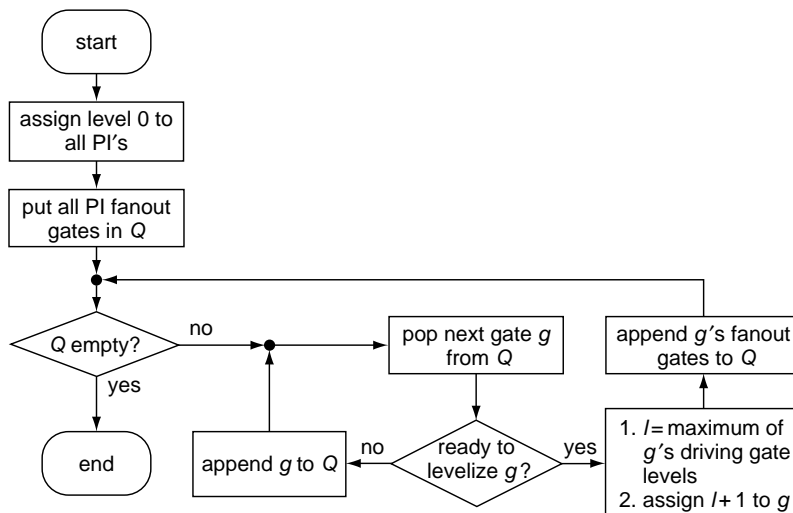 start
assign level 0 to
all PI′s
put all PI fanout
gates in Q
Q empty?
no
yes
end
pop next gate g
from Q
ready to
levelize g?
no
yes
append g to Q
1. l = maximum of
g′s driving gate
levels
2. assign l + 1 to g
append g′s fanout
gates to Q